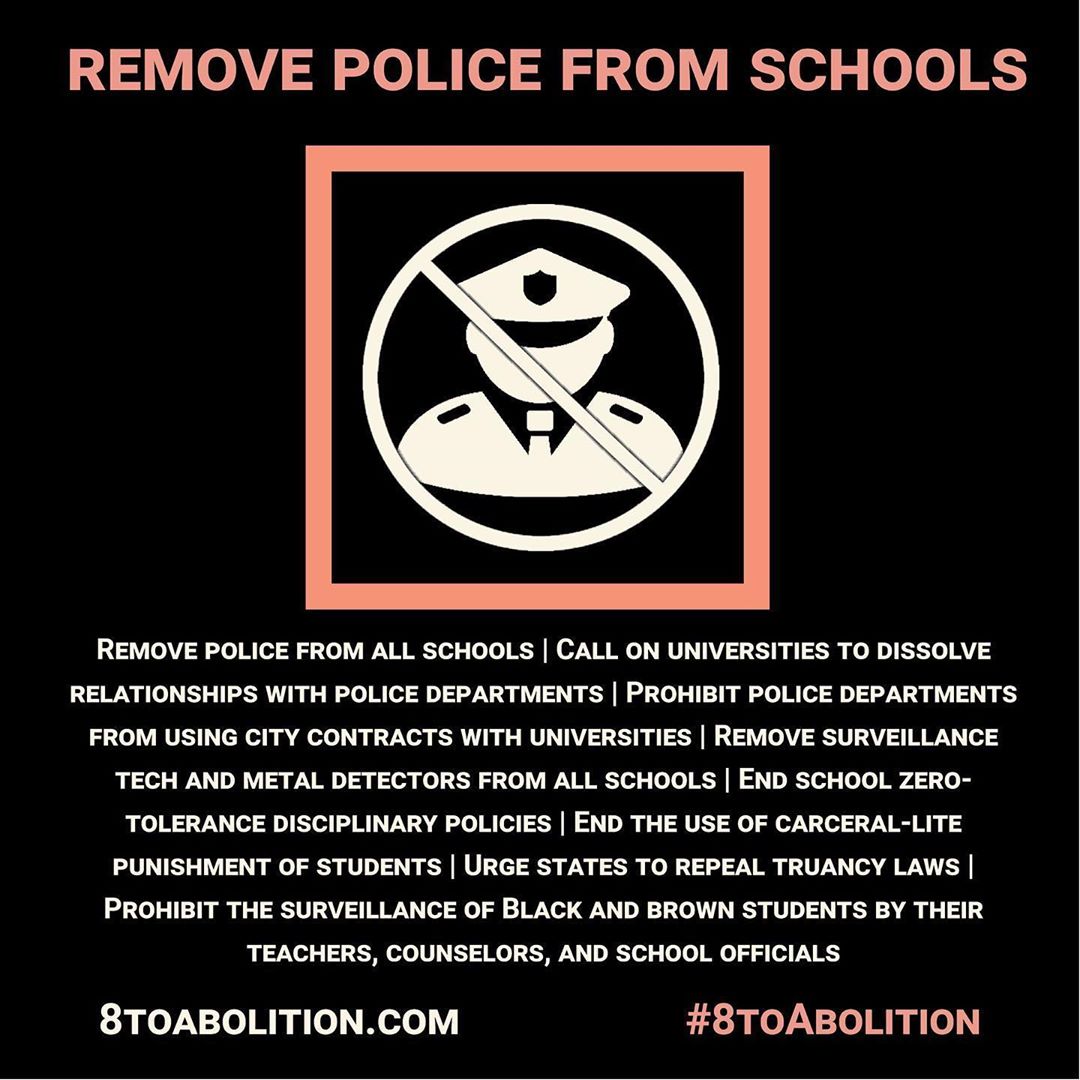 REMOVE POLICE FROM SCHOOLS
REMOVE POLICE FROM ALL SCHOOLS | CALL ON UNIVERSITIES TO DISSOLVE
RELATIONSHIPS WITH POLICE DEPARTMENTS | PROHIBIT POLICE DEPARTMENTS
FROM USING CITY CONTRACTS WITH UNIVERSITIES | REMOVE SURVEILLANCE
TECH AND METAL DETECTORS FROM ALL SCHOOLS | END SCHOOL ZERO-
TOLERANCE DISCIPLINARY POLICIES | END THE USE OF CARCERAL-LITE
PUNISHMENT OF STUDENTS | URGE STATES TO REPEAL TRUANCY LAWS |
PROHIBIT THE SURVEILLANCE OF BLACK AND BROWN STUDENTS BY THEIR
TEACHERS, COUNSELORS, AND SCHOOL OFFICIALS
8TOABOLITION.COM
#8TOABOLITION